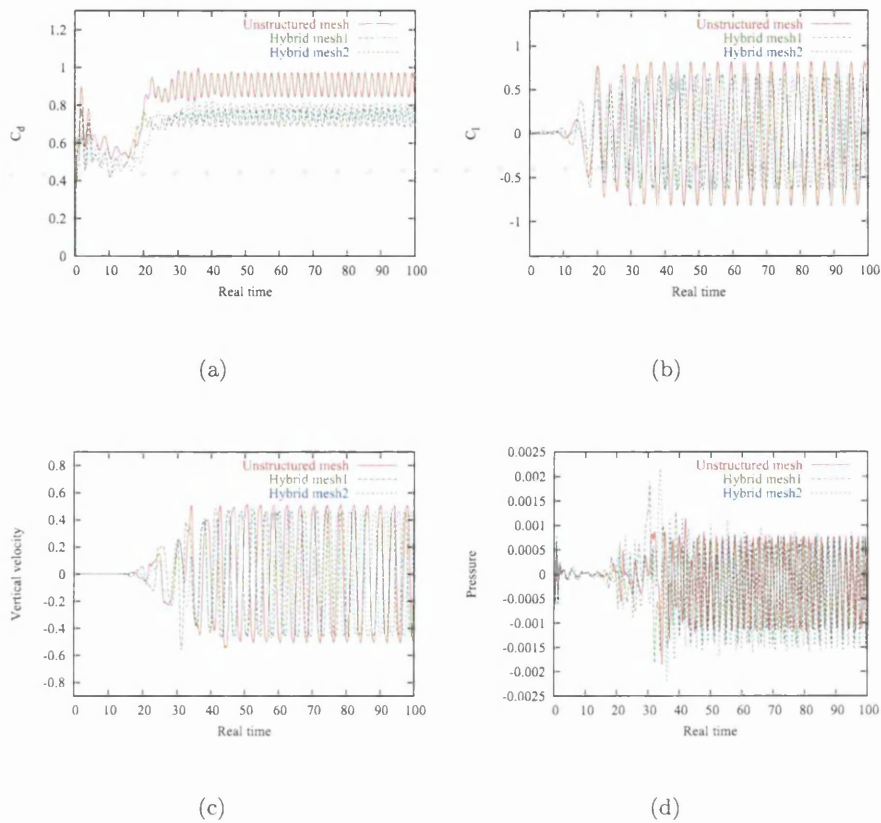 Unstructured mesh
Hybrid mesh1
Hybrid mesh2
1.2
1
0.8
0.6
0.4
0.2
0
C_d
0 10 20 30 40 50 60 70 80 90 100
Real time
(a)
Unstructured mesh
Hybrid mesh1
Hybrid mesh2
1
0.5
0
-0.5
-1
C_l
0 10 20 30 40 50 60 70 80 90 100
Real time
(b)
Unstructured mesh
Hybrid mesh1
Hybrid mesh2
0.8
0.6
0.4
0.2
0
-0.2
-0.4
-0.6
-0.8
Vertical velocity
0 10 20 30 40 50 60 70 80 90 100
Real time
(c)
Unstructured mesh
Hybrid mesh1
Hybrid mesh2
0.0025
0.002
0.0015
0.001
0.0005
0
-0.0005
-0.001
-0.0015
-0.002
-0.0025
Pressure
0 10 20 30 40 50 60 70 80 90 100
Real time
(d)